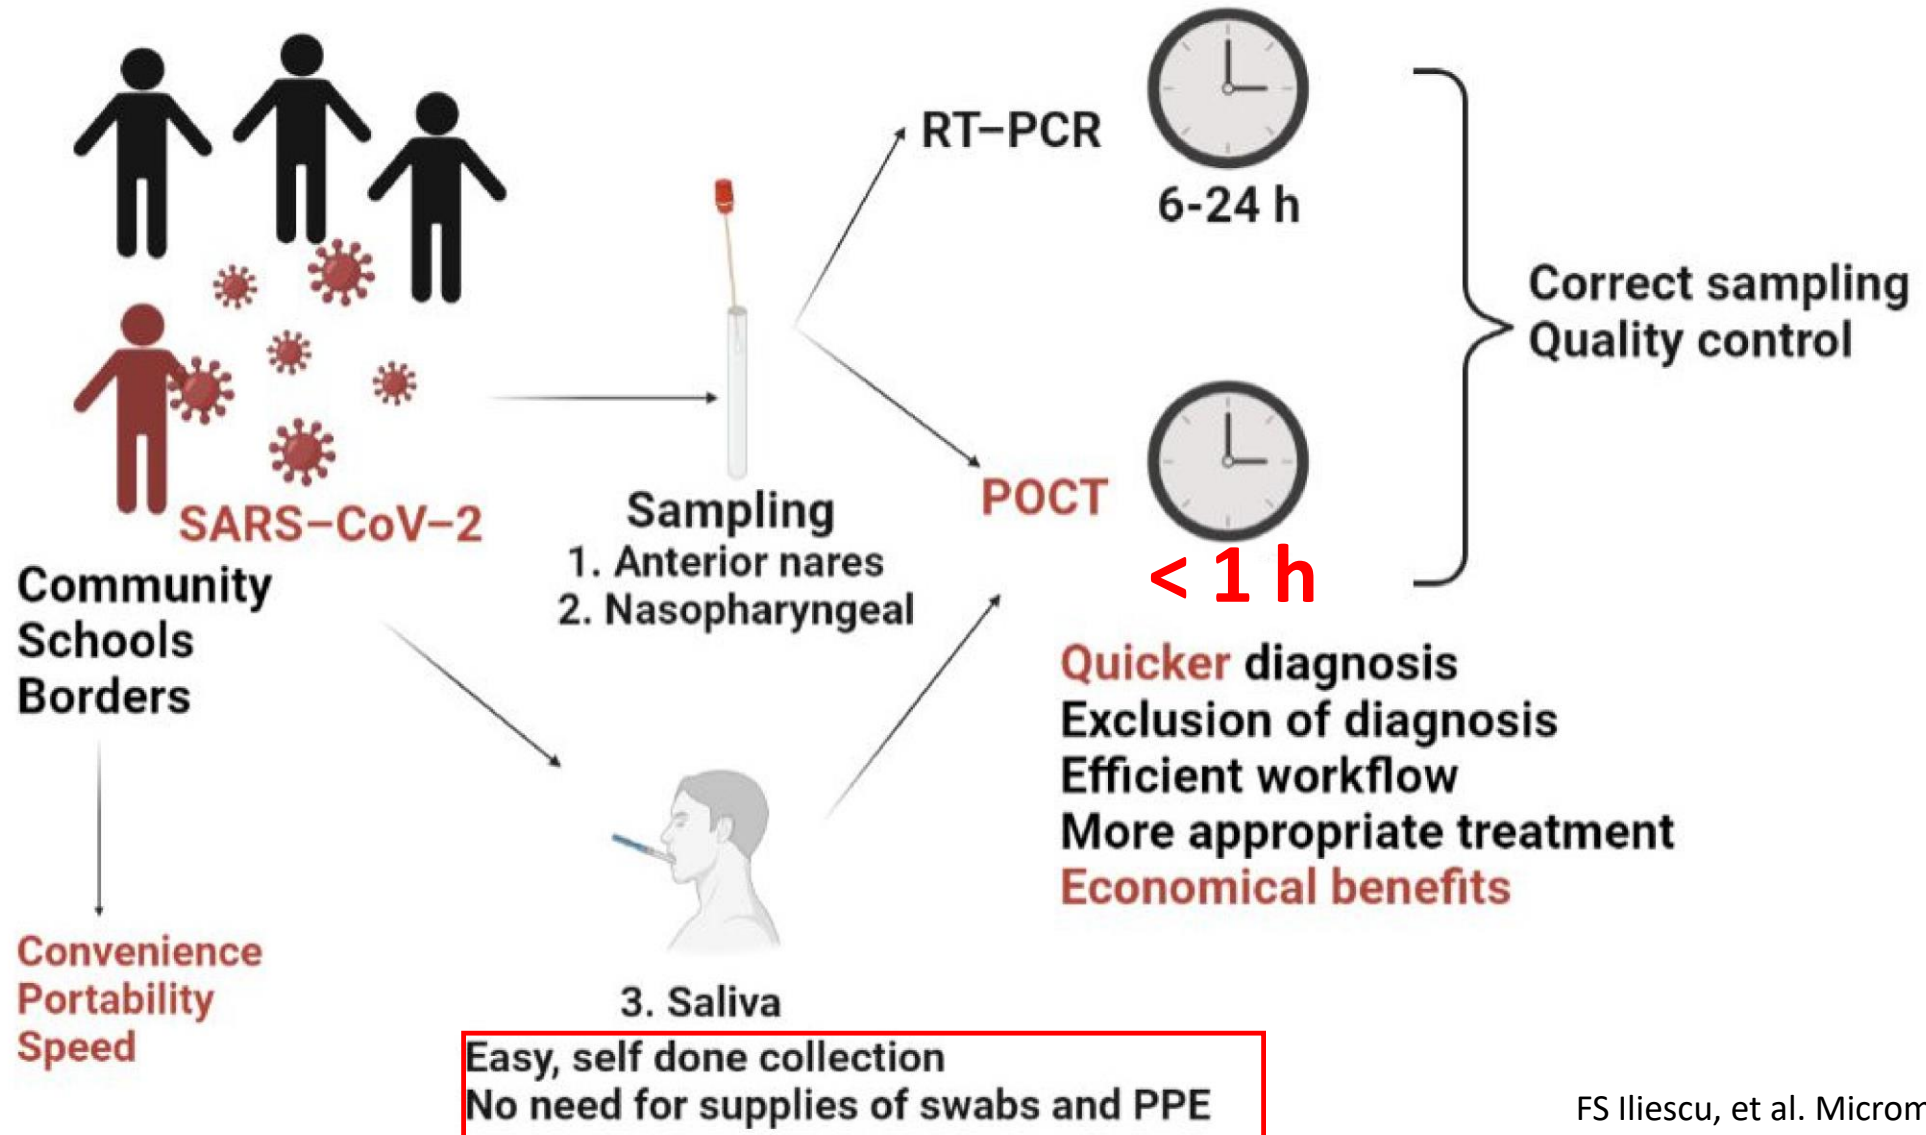 RT–PCR
6-24 h
Correct sampling
Quality control
SARS–CoV–2
Community
Schools
Borders
Sampling
1. Anterior nares
2. Nasopharyngeal
POCT
< 1 h
Quicker diagnosis
Exclusion of diagnosis
Efficient workflow
More appropriate treatment
Economical benefits
Convenience
Portability
Speed
3. Saliva
Easy, self done collection
No need for supplies of swabs and PPE
FS Iliescu, et al.